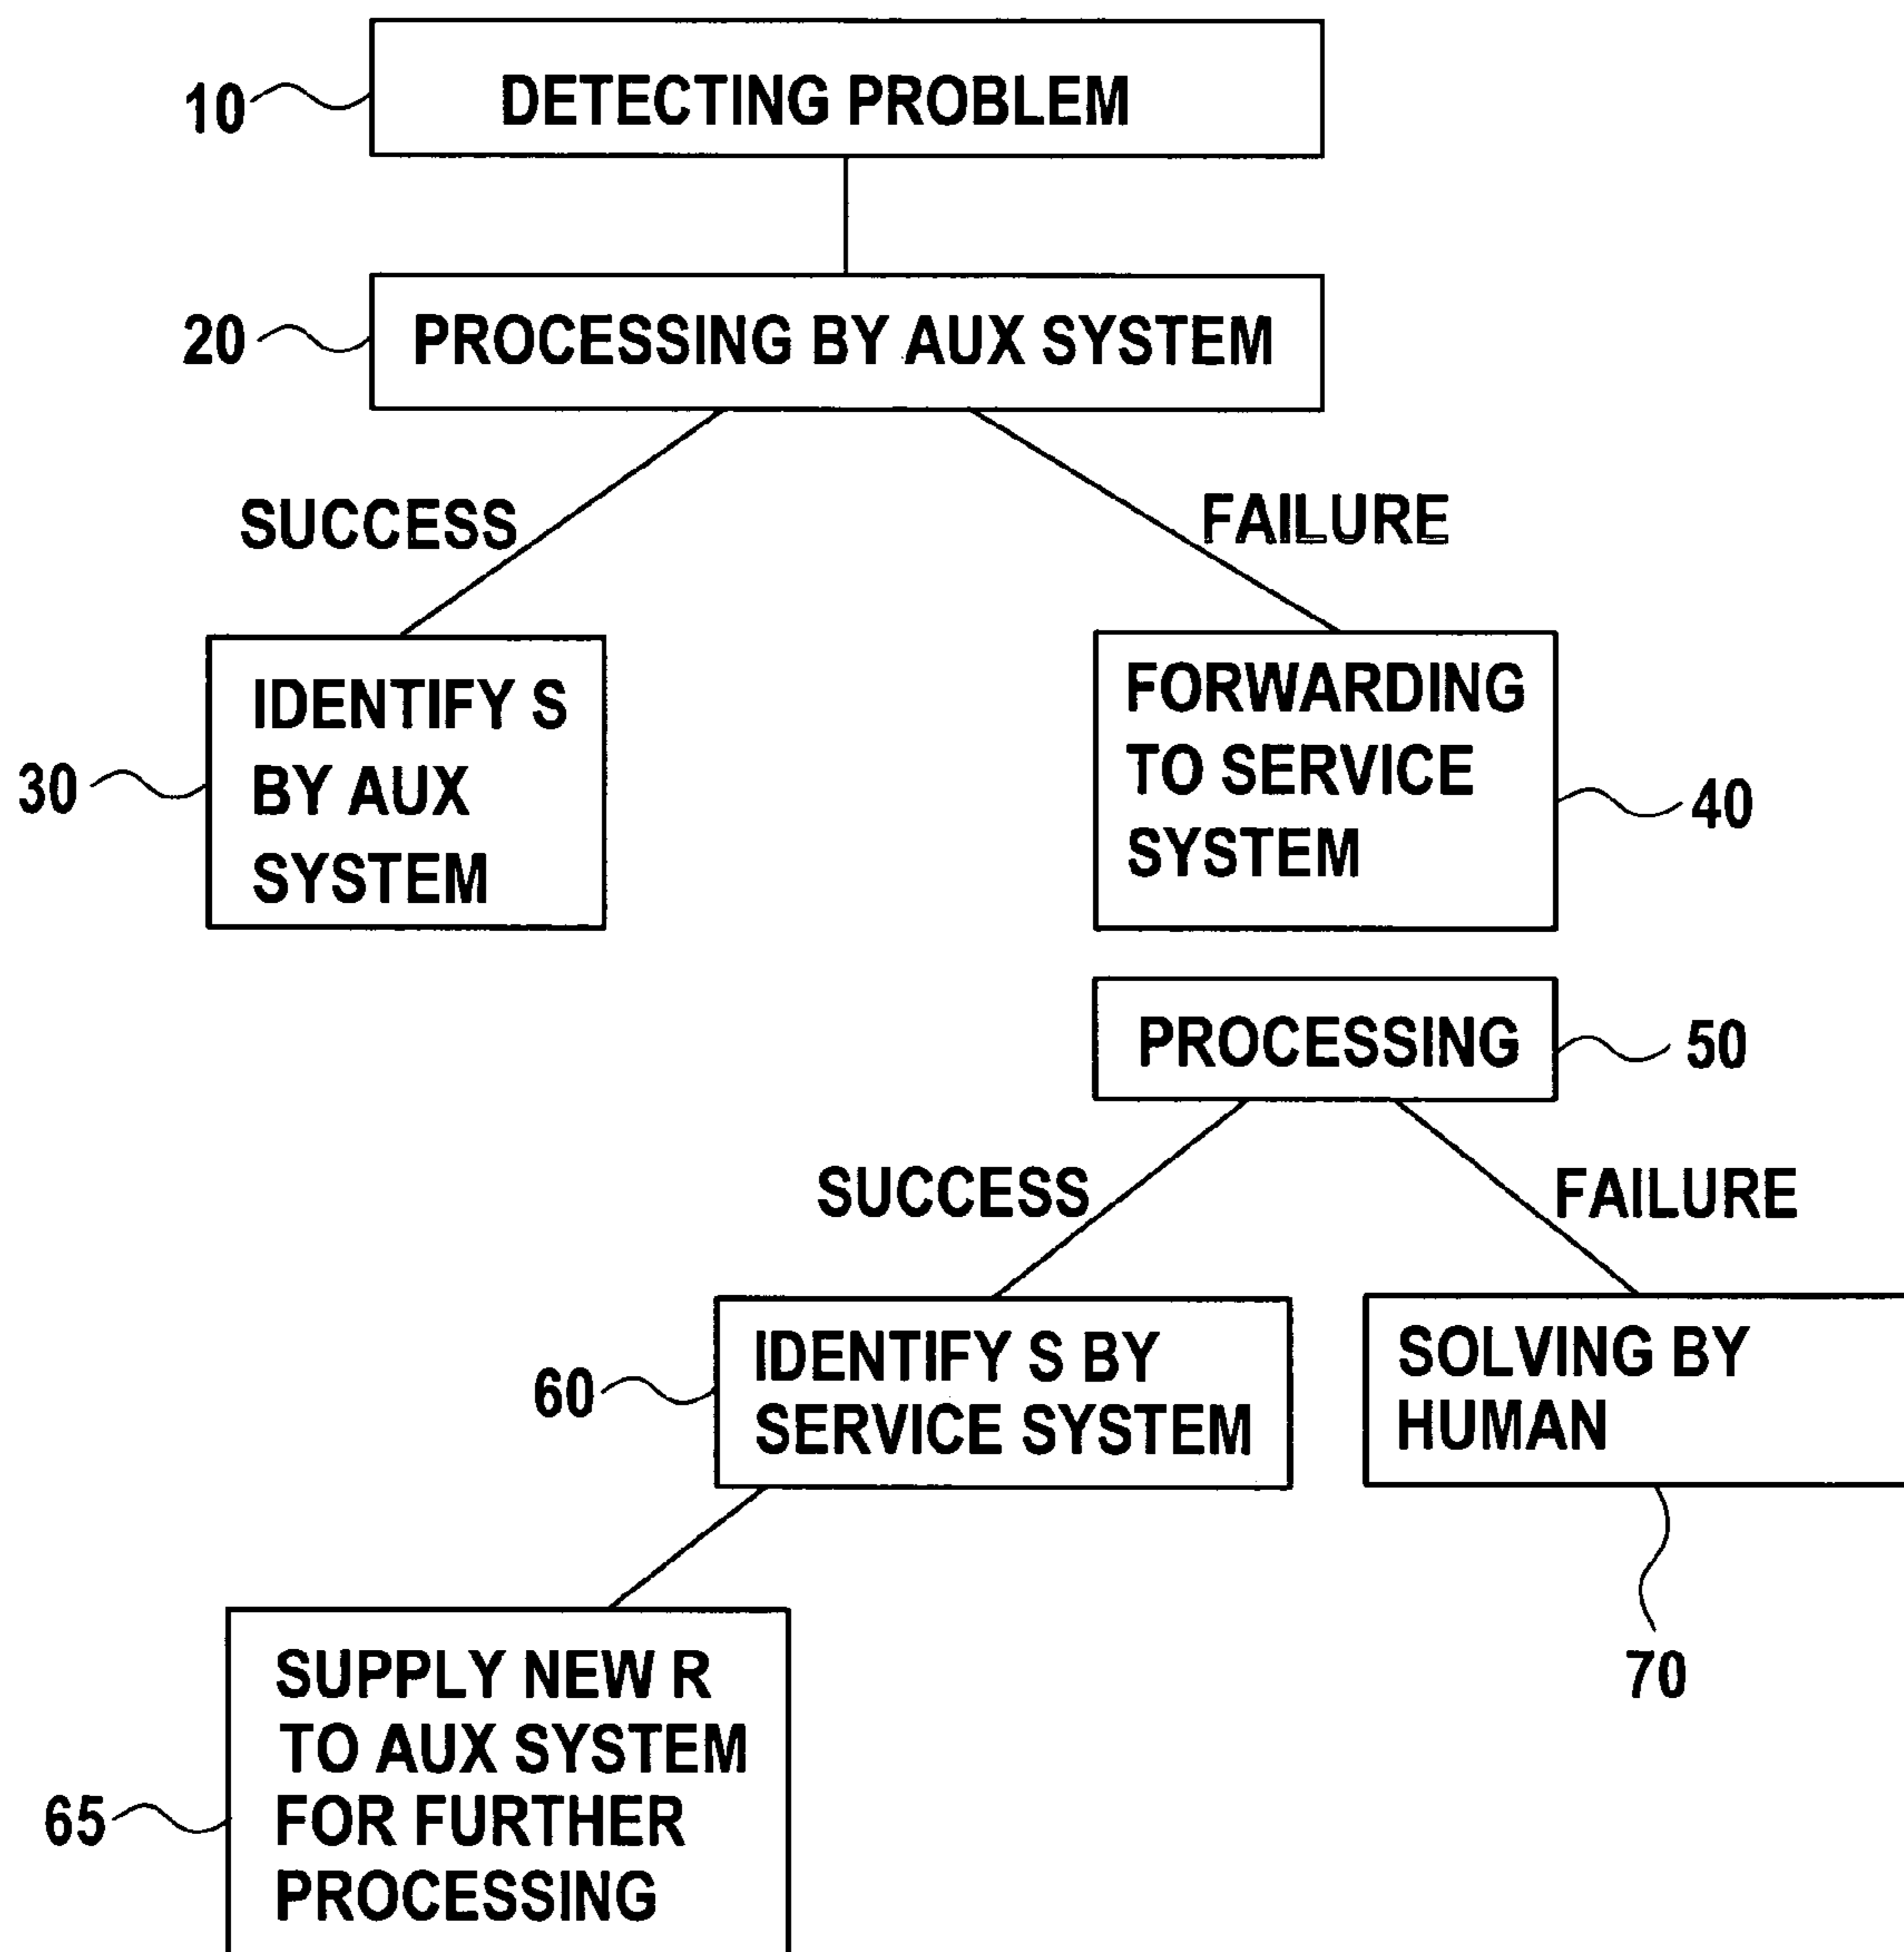 10
DETECTING PROBLEM
20
PROCESSING BY AUX SYSTEM
SUCCESS
FAILURE
30
IDENTIFY S
BY AUX
SYSTEM
FORWARDING
TO SERVICE
SYSTEM
40
PROCESSING
50
SUCCESS
FAILURE
60
IDENTIFY S BY
SERVICE SYSTEM
SOLVING BY
HUMAN
70
65
SUPPLY NEW R
TO AUX SYSTEM
FOR FURTHER
PROCESSING